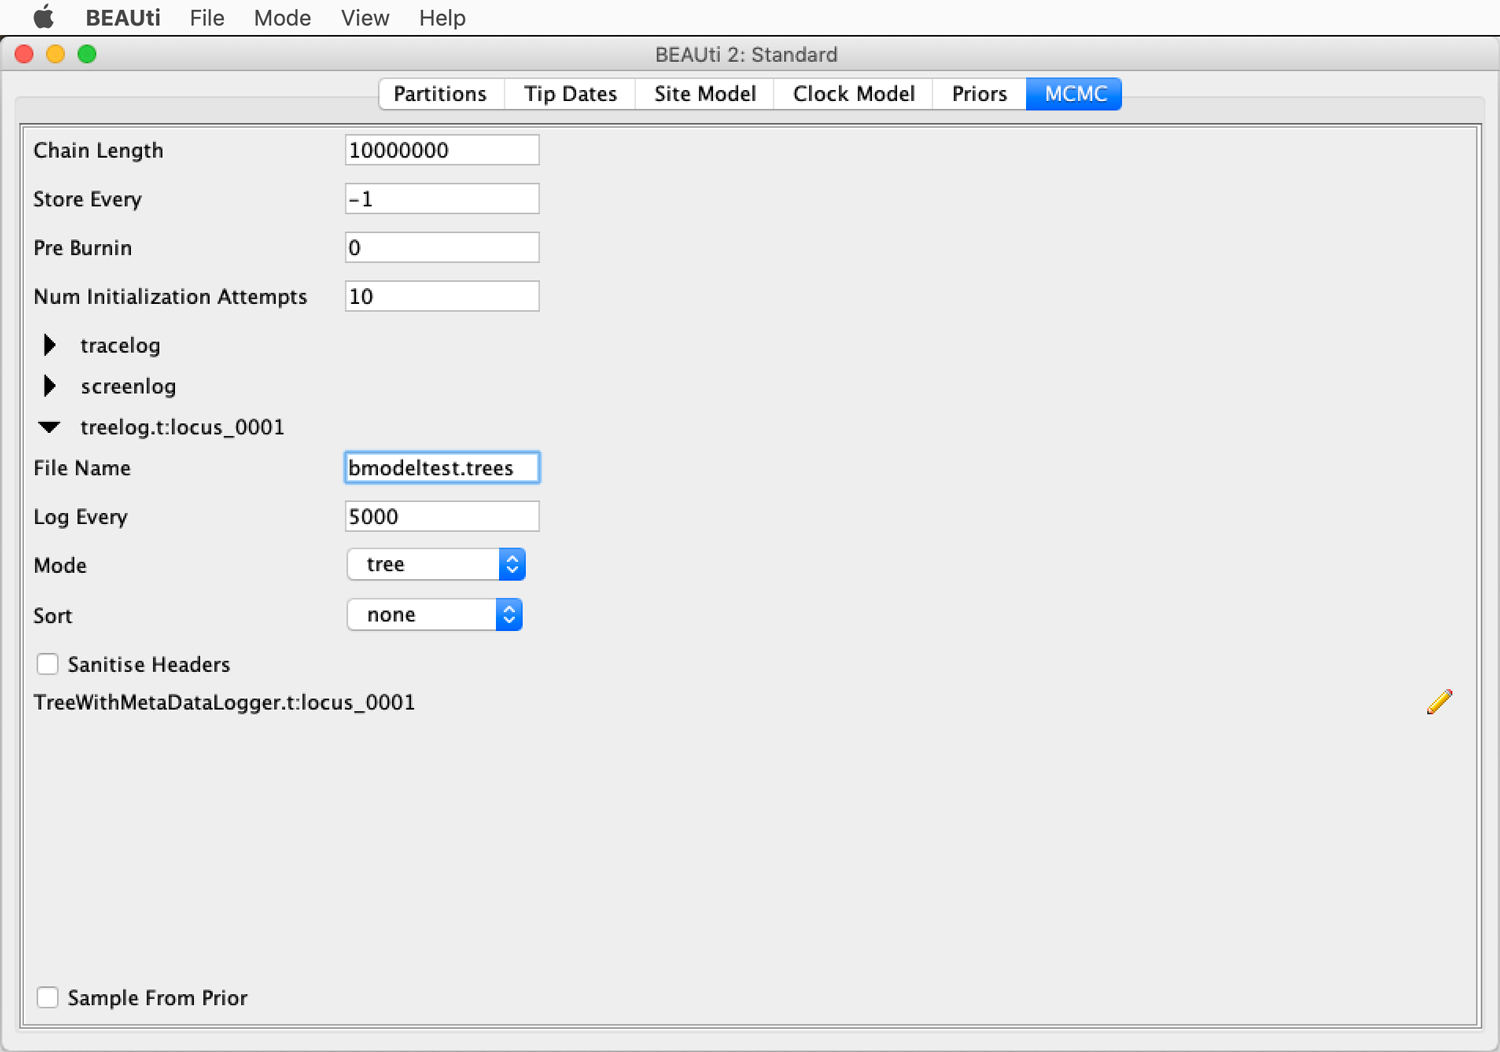 BEAUti File Mode View Help
BEAUti 2: Standard
Partitions Tip Dates Site Model Clock Model Priors MCMC
Chain Length 10000000
Store Every -1
Pre Burnin 0
Num Initialization Attempts 10
tracelog
screenlog
treelog.t:locus_0001
File Name bmodeltest.trees
Log Every 5000
Mode tree
Sort none
Sanitise Headers
TreeWithMetaDataLogger.t:locus_0001
Sample From Prior